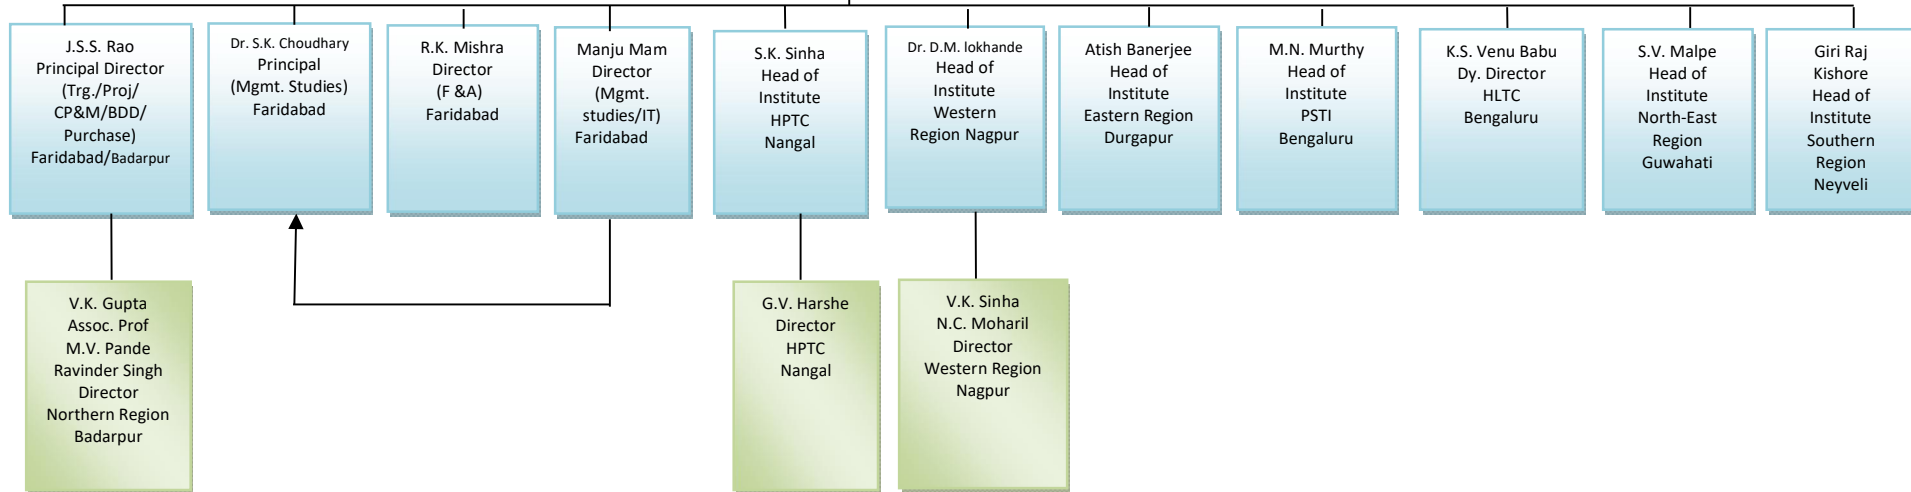 J.S.S. Rao
Principal Director
(Trg./Proj/
CP&M/BDD/
Purchase)
Faridabad/Badarpur
Dr. S.K. Choudhary
Principal
(Mgmt. Studies)
Faridabad
R.K. Mishra
Director
(F &A)
Faridabad
Manju Mam
Director
(Mgmt.
studies/IT)
Faridabad
S.K. Sinha
Head of
Institute
HPTC
Nangal
Dr. D.M. lokhande
Head of
Institute
Western
Region Nagpur
Atish Banerjee
Head of
Institute
Eastern Region
Durgapur
M.N. Murthy
Head of
Institute
PSTI
Bengaluru
K.S. Venu Babu
Dy. Director
HLTC
Bengaluru
S.V. Malpe
Head of
Institute
North-East
Region
Guwahati
Giri Raj
Kishore
Head of
Institute
Southern
Region
Neyveli
V.K. Gupta
Assoc. Prof
M.V. Pande
Ravinder Singh
Director
Northern Region
Badarpur
G.V. Harshe
Director
HPTC
Nangal
V.K. Sinha
N.C. Moharil
Director
Western Region
Nagpur